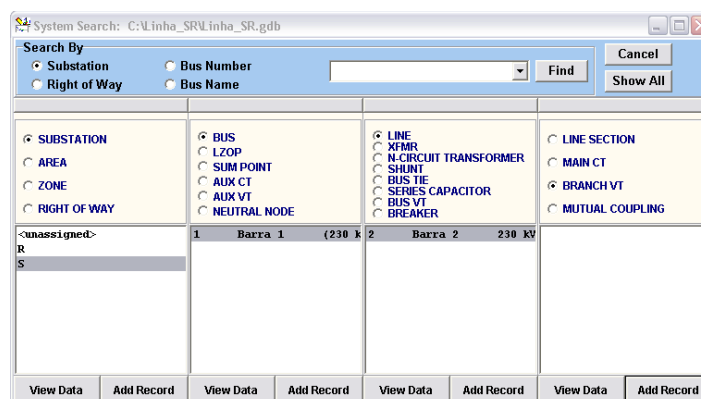 System Search: C:\Linha_SR\Linha_SR.gdb
Search By
Substation
Bus Number
Right of Way
Bus Name
Find
Cancel
Show All
SUBSTATION
AREA
ZONE
RIGHT OF WAY
BUS
LZOP
SUM POINT
AUX CT
AUX VT
NEUTRAL NODE
LINE
XFMR
N-CIRCUIT TRANSFORMER
SHUNT
BUS TIE
SERIES CAPACITOR
BUS VT
BREAKER
LINE SECTION
MAIN CT
BRANCH VT
MUTUAL COUPLING
<unassigned>
R
S
1 Barra 1 (230 k
2 Barra 2 230 kV
View Data Add Record View Data Add Record View Data Add Record View Data Add Record